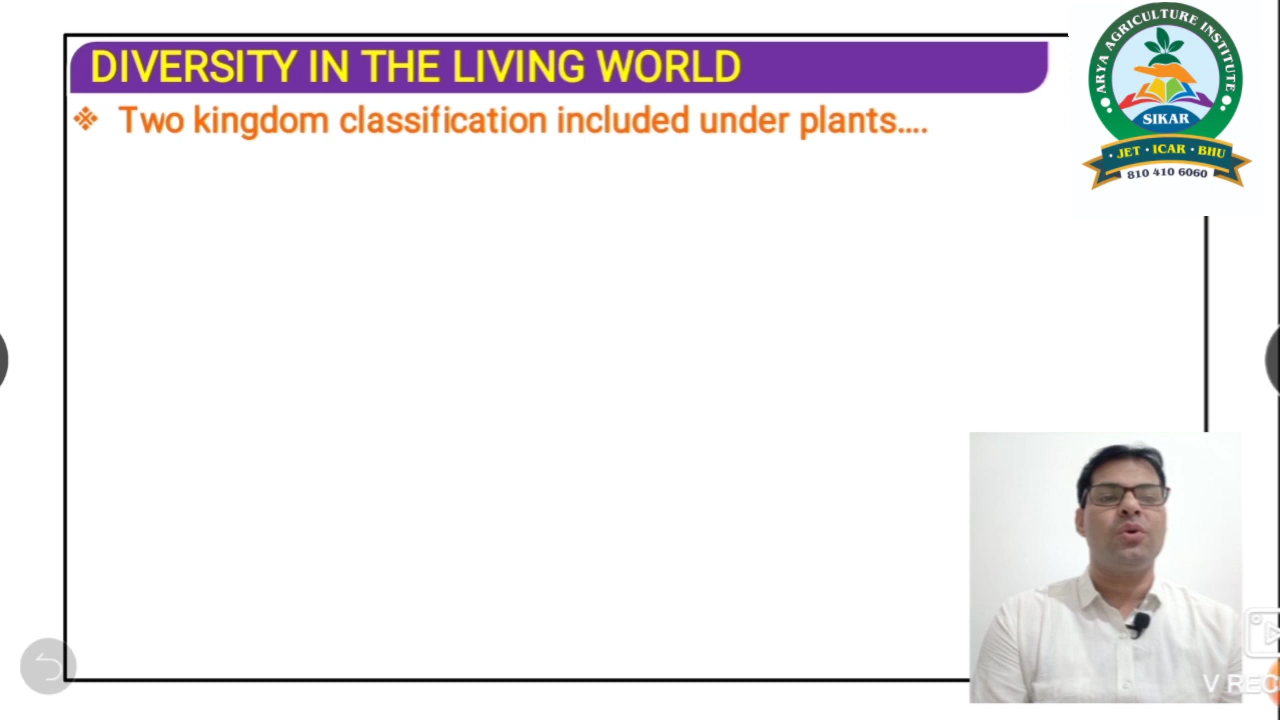 DIVERSITY IN THE LIVING WORLD
❖ Two kingdom classification included under plants....
ARYA AGRICULTURE INSTITUTE
SIKAR
· JET · ICAR · BHU
810 410 6060
V REC